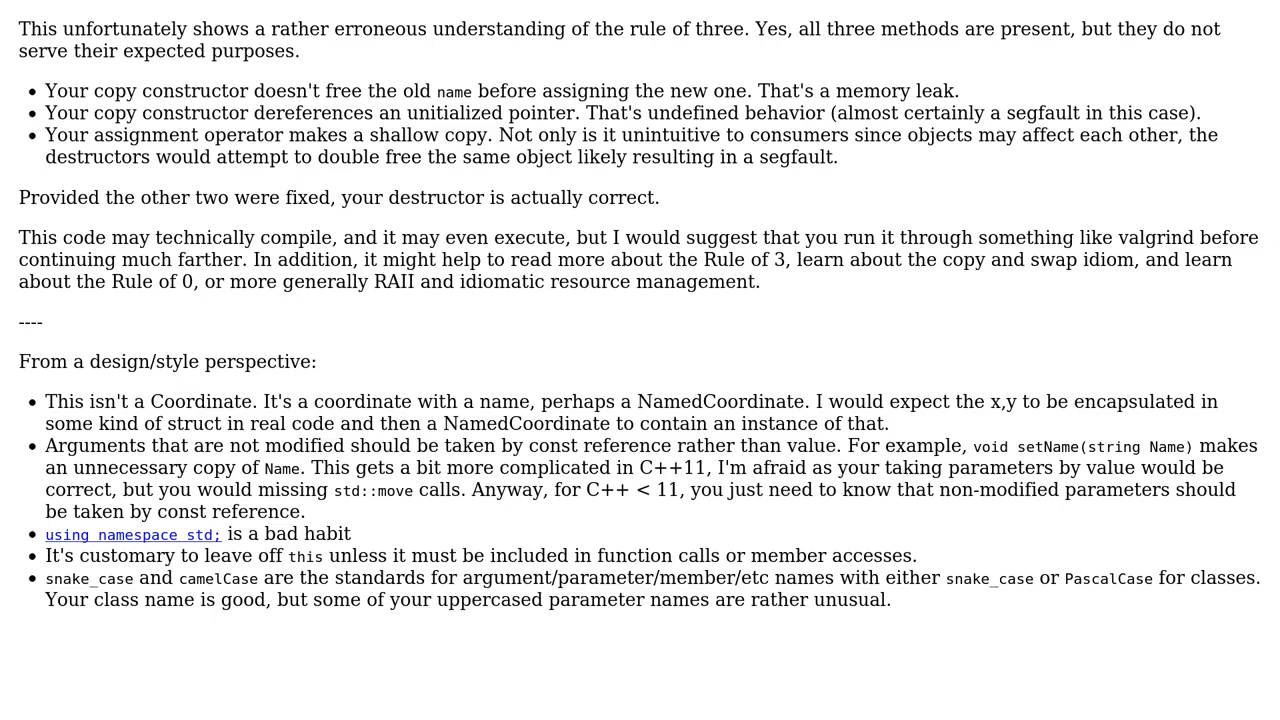 This unfortunately shows a rather erroneous understanding of the rule of three. Yes, all three methods are present, but they do not
serve their expected purposes.
• Your copy constructor doesn't free the old name before assigning the new one. That's a memory leak.
• Your copy constructor dereferences an unitialized pointer. That's undefined behavior (almost certainly a segfault in this case).
• Your assignment operator makes a shallow copy. Not only is it unintuitive to consumers since objects may affect each other, the
destructors would attempt to double free the same object likely resulting in a segfault.
Provided the other two were fixed, your destructor is actually correct.
This code may technically compile, and it may even execute, but I would suggest that you run it through something like valgrind before
continuing much farther. In addition, it might help to read more about the Rule of 3, learn about the copy and swap idiom, and learn
about the Rule of 0, or more generally RAII and idiomatic resource management.
----
From a design/style perspective:
• This isn't a Coordinate. It's a coordinate with a name, perhaps a NamedCoordinate. I would expect the x,y to be encapsulated in
some kind of struct in real code and then a NamedCoordinate to contain an instance of that.
• Arguments that are not modified should be taken by const reference rather than value. For example, void setName(string Name) makes
an unnecessary copy of Name. This gets a bit more complicated in C++11, I'm afraid as your taking parameters by value would be
correct, but you would missing std::move calls. Anyway, for C++ < 11, you just need to know that non-modified parameters should
be taken by const reference.
• using namespace std; is a bad habit
• It's customary to leave off this unless it must be included in function calls or member accesses.
• snake_case and camelCase are the standards for argument/parameter/member/etc names with either snake_case or PascalCase for classes.
Your class name is good, but some of your uppercased parameter names are rather unusual.